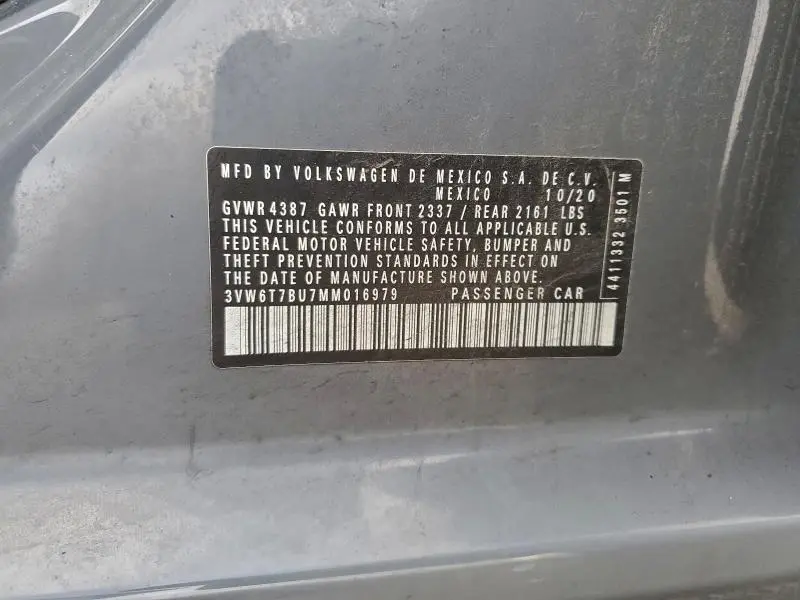 MFD BY VOLKSWAGEN DE MEXICO S.A. DE C.V.
MEXICO 10/20
GVWR 4387 GAWR FRONT 2337 / REAR 2161 LBS
THIS VEHICLE CONFORMS TO ALL APPLICABLE U.S.
FEDERAL MOTOR VEHICLE SAFETY, BUMPER AND
THEFT PREVENTION STANDARDS IN EFFECT ON
THE DATE OF MANUFACTURE SHOWN ABOVE.
3VW6T7BU7MM016979 PASSENGER CAR
4411332 3501 M